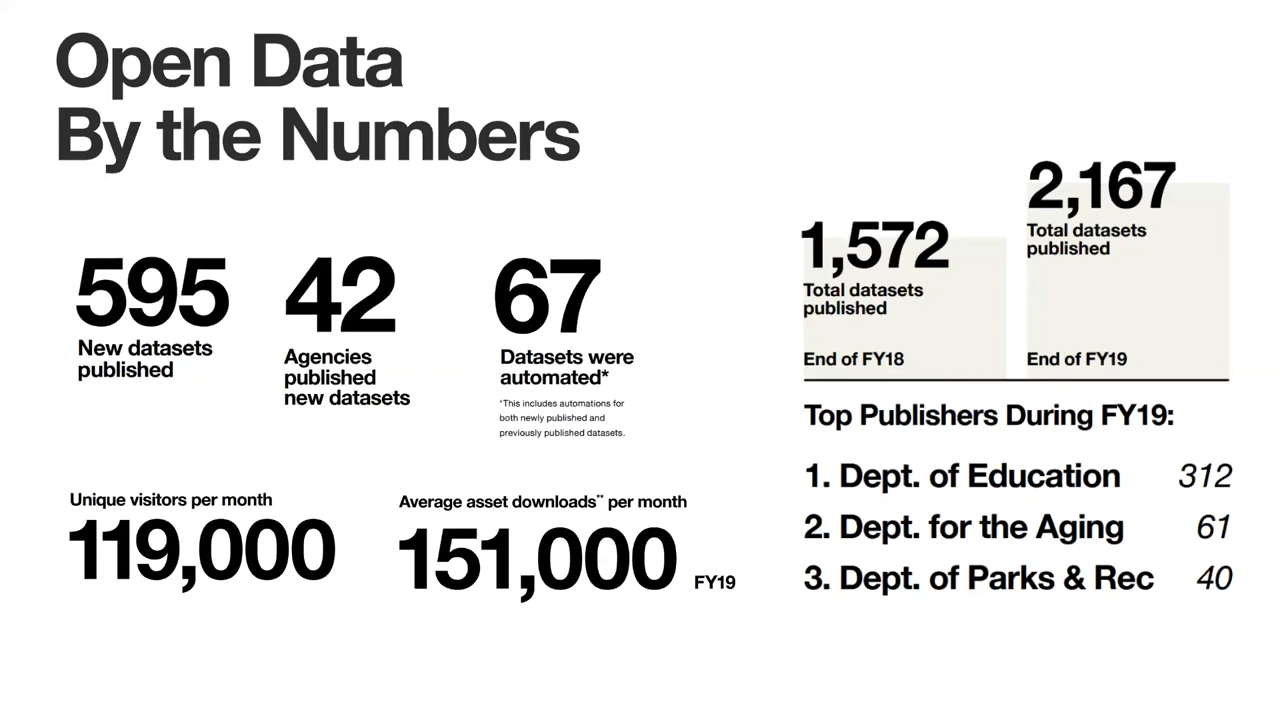 Open Data
By the Numbers
595
New datasets
published
42
Agencies
published
new datasets
67
Datasets were
automated*
*This includes automations for
both newly published and
previously published datasets.
Unique visitors per month
119,000
Average asset downloads** per month
151,000 FY19
1,572
Total datasets
published
End of FY18
2,167
Total datasets
published
End of FY19
Top Publishers During FY19:
1. Dept. of Education 312
2. Dept. for the Aging 61
3. Dept. of Parks & Rec 40